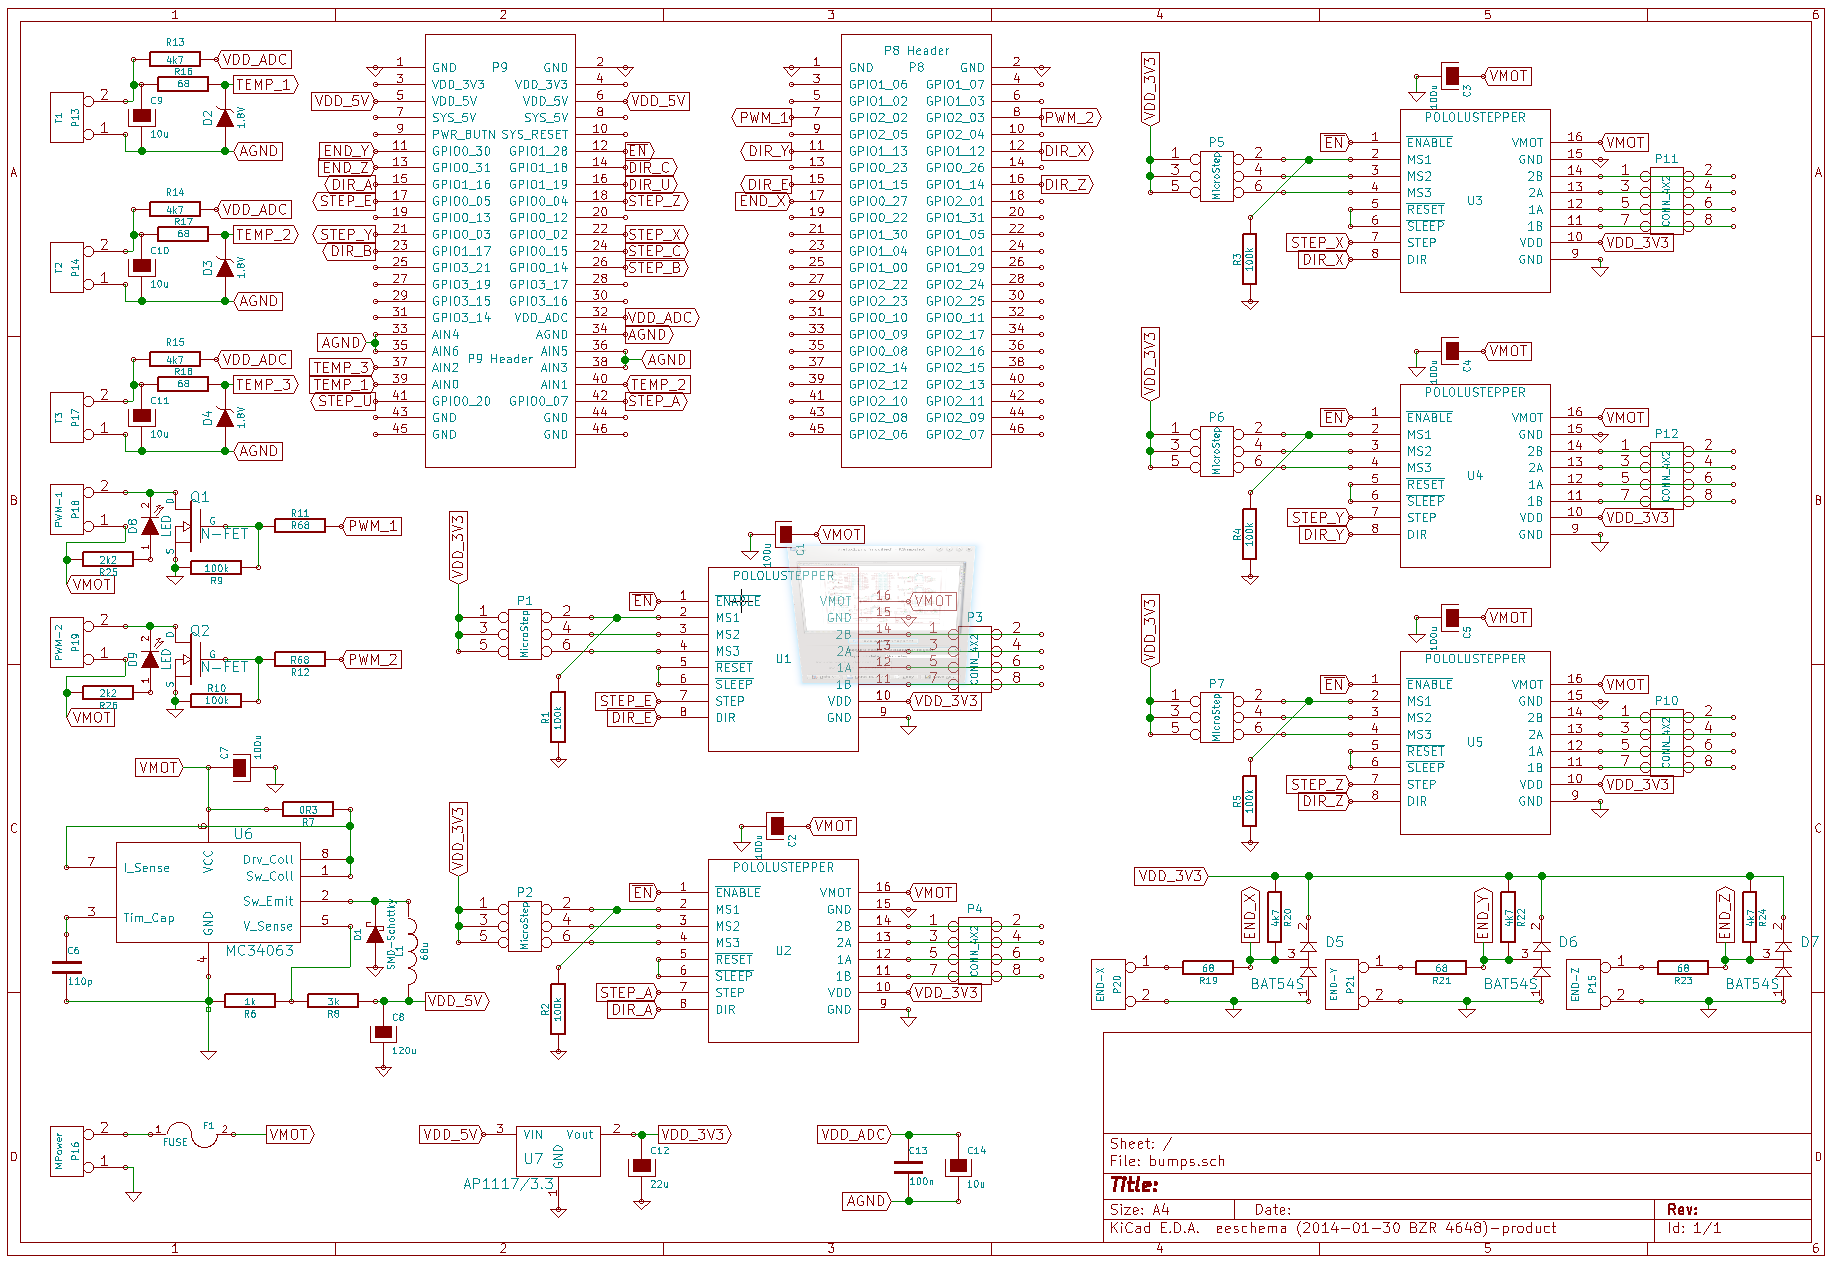 1 2 3 4 5 6
A
B
C
D
R13
4k7
VDD_ADC
R16
68
TEMP_1
T1
P13
2
1
C9
10u
D2
1.8V
AGND
R14
4k7
VDD_ADC
R17
68
TEMP_2
T2
P14
2
1
C10
10u
D3
1.8V
AGND
R15
4k7
VDD_ADC
R18
68
TEMP_3
T3
P17
2
1
C11
10u
D4
1.8V
AGND
P9
1 GND GND 2
3 VDD_3V3 VDD_3V3 4
VDD_5V 5 VDD_5V VDD_5V 6 VDD_5V
7 SYS_5V SYS_5V 8
9 PWR_BUTN SYS_RESET 10
END_Y 11 GPIO0_30 GPIO1_28 12 EN
END_Z 13 GPIO0_31 GPIO1_18 14 DIR_C
DIR_A 15 GPIO1_16 GPIO1_19 16 DIR_U
STEP_E 17 GPIO0_05 GPIO0_04 18 STEP_Z
19 GPIO0_13 GPIO0_12 20
STEP_Y 21 GPIO0_03 GPIO0_02 22 STEP_X
DIR_B 23 GPIO1_17 GPIO0_15 24 STEP_C
25 GPIO3_21 GPIO0_14 26 STEP_B
27 GPIO3_19 GPIO3_17 28
29 GPIO3_15 GPIO3_16 30
31 GPIO3_14 VDD_ADC 32 VDD_ADC
33 AIN4 AGND 34 AGND
AGND
35 AIN6 AIN5 36
P9 Header
AGND
TEMP_3 37 AIN2 AIN3 38
TEMP_1 39 AIN0 AIN1 40 TEMP_2
STEP_U 41 GPIO0_20 GPIO0_07 42 STEP_A
43 GND GND 44
45 GND GND 46
P8 Header
P8
1 GND GND 2
3 GPIO1_06 GPIO1_07 4
5 GPIO1_02 GPIO1_03 6
PWM_1 7 GPIO2_02 GPIO2_03 8 PWM_2
9 GPIO2_05 GPIO2_04 10
DIR_Y 11 GPIO1_13 GPIO1_12 12 DIR_X
13 GPIO0_23 GPIO0_26 14
DIR_E 15 GPIO1_15 GPIO1_14 16 DIR_Z
END_X 17 GPIO0_27 GPIO2_01 18
19 GPIO0_22 GPIO1_31 20
21 GPIO1_30 GPIO1_05 22
23 GPIO1_04 GPIO1_01 24
25 GPIO1_00 GPIO1_29 26
27 GPIO2_22 GPIO2_24 28
29 GPIO2_23 GPIO2_25 30
31 GPIO0_10 GPIO0_11 32
33 GPIO0_09 GPIO2_17 34
35 GPIO0_08 GPIO2_16 36
37 GPIO2_14 GPIO2_15 38
39 GPIO2_12 GPIO2_13 40
41 GPIO2_10 GPIO2_11 42
43 GPIO2_08 GPIO2_09 44
45 GPIO2_06 GPIO2_07 46
VDD_3V3
100u
C3
VMOT
POLOLUSTEPPER
P5
MicroStep
1 2
3 4
5 6
R3
100k
EN 1 ENABLE VMOT 16 VMOT
2 MS1 GND 15
3 MS2 2B 14
4 MS3 2A 13
5 RESET 1A 12
6 SLEEP 1B 11
STEP_X 7 STEP VDD 10 VDD_3V3
DIR_X 8 DIR GND 9
U3
P11
CONN_4X2
1 2
3 4
5 6
7 8
VDD_3V3
100u
C4
VMOT
POLOLUSTEPPER
P6
MicroStep
1 2
3 4
5 6
R4
100k
EN 1 ENABLE VMOT 16 VMOT
2 MS1 GND 15
3 MS2 2B 14
4 MS3 2A 13
5 RESET 1A 12
6 SLEEP 1B 11
STEP_Y 7 STEP VDD 10 VDD_3V3
DIR_Y 8 DIR GND 9
U4
P12
CONN_4X2
1 2
3 4
5 6
7 8
VDD_3V3
100u
C5
VMOT
POLOLUSTEPPER
P7
MicroStep
1 2
3 4
5 6
R5
100k
EN 1 ENABLE VMOT 16 VMOT
2 MS1 GND 15
3 MS2 2B 14
4 MS3 2A 13
5 RESET 1A 12
6 SLEEP 1B 11
STEP_Z 7 STEP VDD 10 VDD_3V3
DIR_Z 8 DIR GND 9
U5
P10
CONN_4X2
1 2
3 4
5 6
7 8
PWM-1
P18
2
1
D8
LED
2
1
Q1
N-FET
D
G
S
R11
R68
PWM_1
2k2
R25
100k
R9
VMOT
PWM-2
P19
2
1
D9
LED
2
1
Q2
N-FET
D
G
S
R68
R12
PWM_2
2k2
R26
R10
100k
VMOT
VDD_3V3
100u
C1
VMOT
POLOLUSTEPPER
P1
MicroStep
1 2
3 4
5 6
R1
100k
EN 1 ENABLE VMOT 16 VMOT
2 MS1 GND 15
3 MS2 2B 14
4 MS3 2A 13
5 RESET 1A 12
6 SLEEP 1B 11
STEP_E 7 STEP VDD 10 VDD_3V3
DIR_E 8 DIR GND 9
U1
P3
CONN_4X2
1 2
3 4
5 6
7 8
VDD_3V3
100u
C2
VMOT
POLOLUSTEPPER
P2
MicroStep
1 2
3 4
5 6
R2
100k
EN 1 ENABLE VMOT 16 VMOT
2 MS1 GND 15
3 MS2 2B 14
4 MS3 2A 13
5 RESET 1A 12
6 SLEEP 1B 11
STEP_A 7 STEP VDD 10 VDD_3V3
DIR_A 8 DIR GND 9
U2
P4
CONN_4X2
1 2
3 4
5 6
7 8
VMOT
C7
100u
0R3
R7
6
U6
7 I_Sense VCC Drv_Coll 8
Sw_Coll 1
Sw_Emit 2
3 Tim_Cap GND V_Sense 5
4
MC34063
C6
110p
D1
SMD-Schottky
L1
68u
1k
R6
3k
R8
VDD_5V
C8
120u
VDD_3V3
END_X
4k7
R20
2
D5
3
1
BAT54S
END-X
P20
1
2
68
R19
END_Y
4k7
R22
2
D6
3
1
BAT54S
END-Y
P21
1
2
68
R21
END_Z
4k7
R24
2
D7
3
1
BAT54S
END-Z
P15
1
2
68
R23
MPower
P16
2
1
1 FUSE F1 2
VMOT
VDD_5V 3 VIN Vout 2 VDD_3V3
U7
GND
AP1117/3.3
1
C12
22u
VDD_ADC
C13
100n
C14
10u
AGND
Sheet: /
File: bumps.sch
Title:
Size: A4 Date: Rev:
KiCad E.D.A. eeschema (2014-01-30 BZR 4648)-product Id: 1/1
1 2 3 4 5 6
A
B
C
D